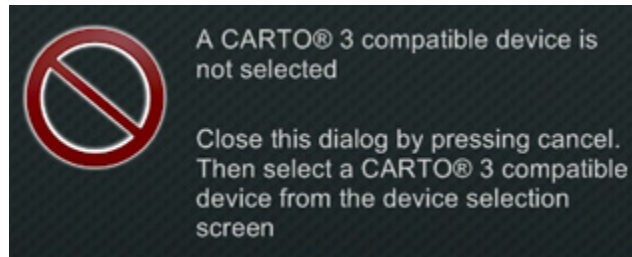 A CARTO® 3 compatible device is
not selected
Close this dialog by pressing cancel.
Then select a CARTO® 3 compatible
device from the device selection
screen